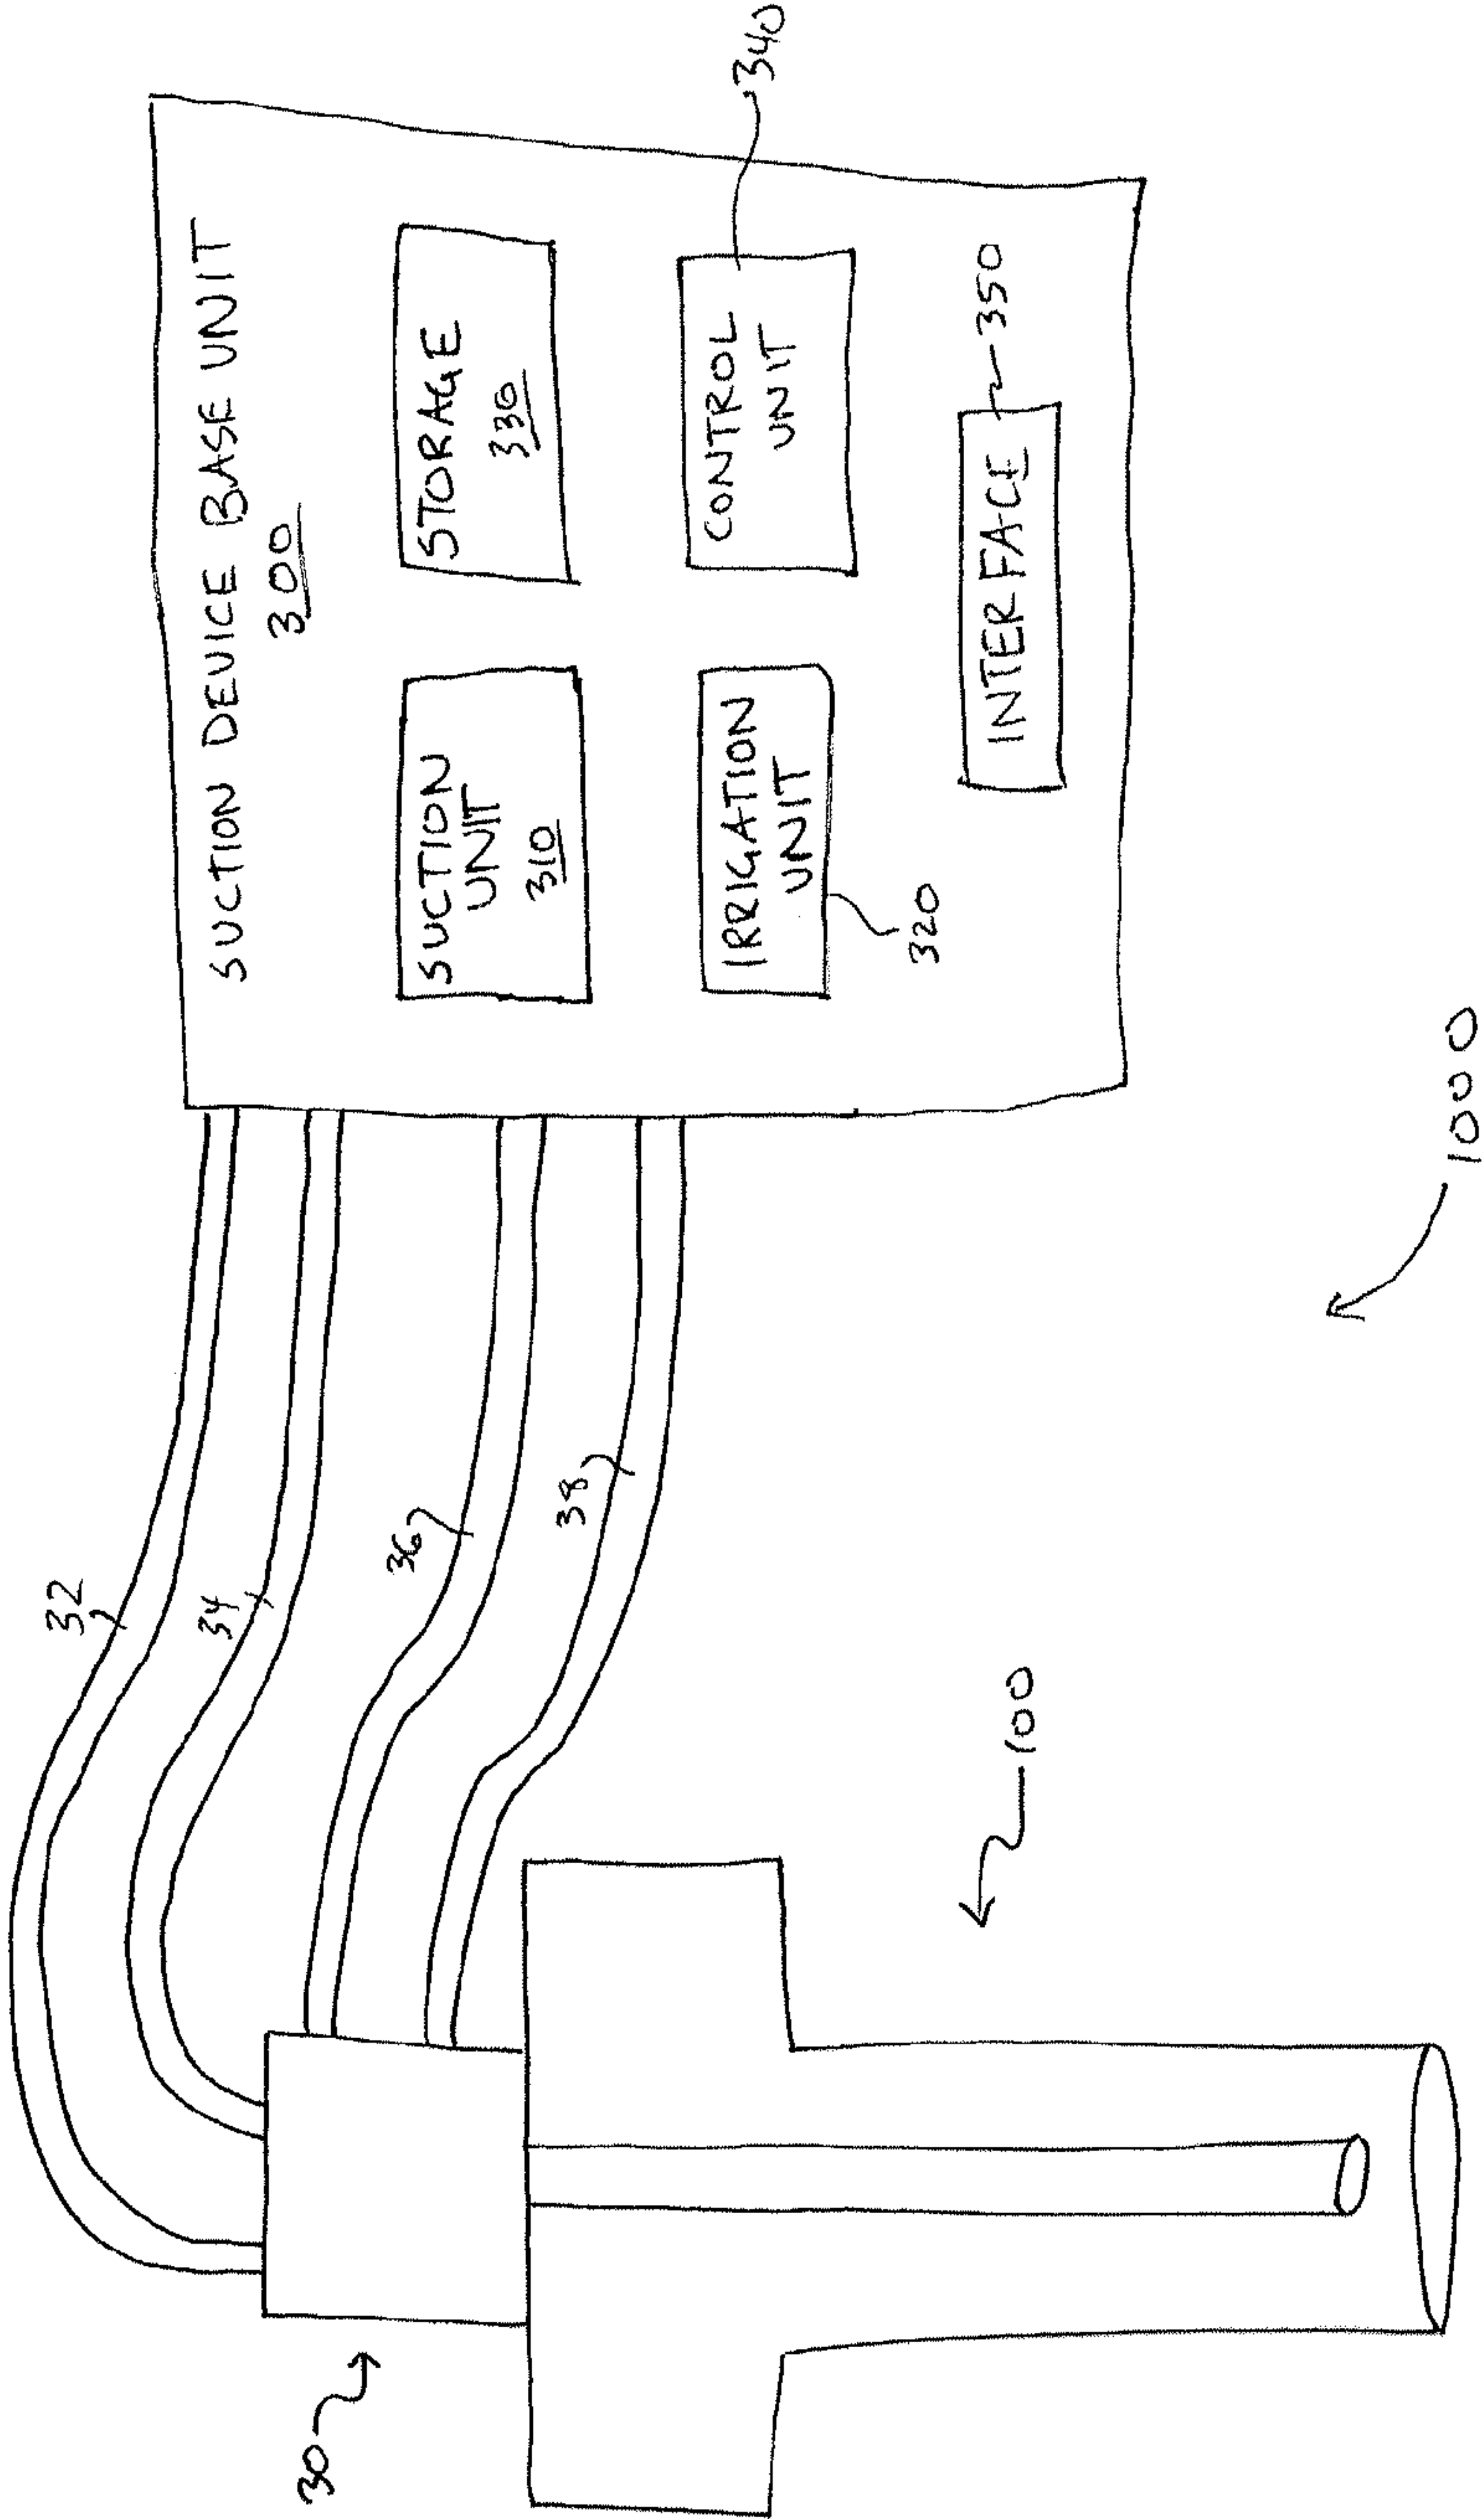 SUCTION DEVICE BASE UNIT
300
SUCTION
UNIT
310
STORAGE
330
IRRIGATION
UNIT
320
CONTROL
UNIT
340
INTERFACE
350
32
34
36
38
30
100
1000